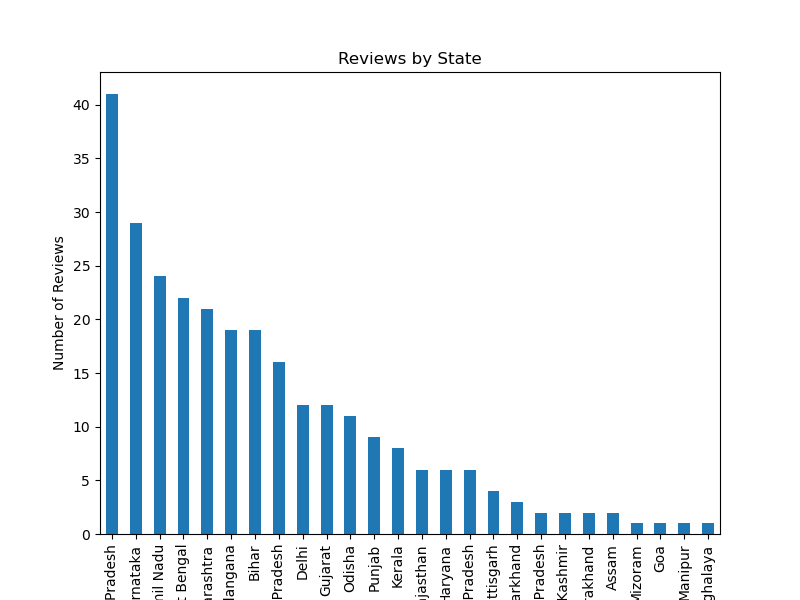 Reviews by State
Number of Reviews
40
35
30
25
20
15
10
5
0
Pradesh
rnataka
nil Nadu
t Bengal
arashtra
langana
Bihar
Pradesh
Delhi
Gujarat
Odisha
Punjab
Kerala
jasthan
Haryana
Pradesh
ttisgarh
arkhand
Pradesh
Kashmir
rakhand
Assam
Mizoram
Goa
Manipur
ghalaya